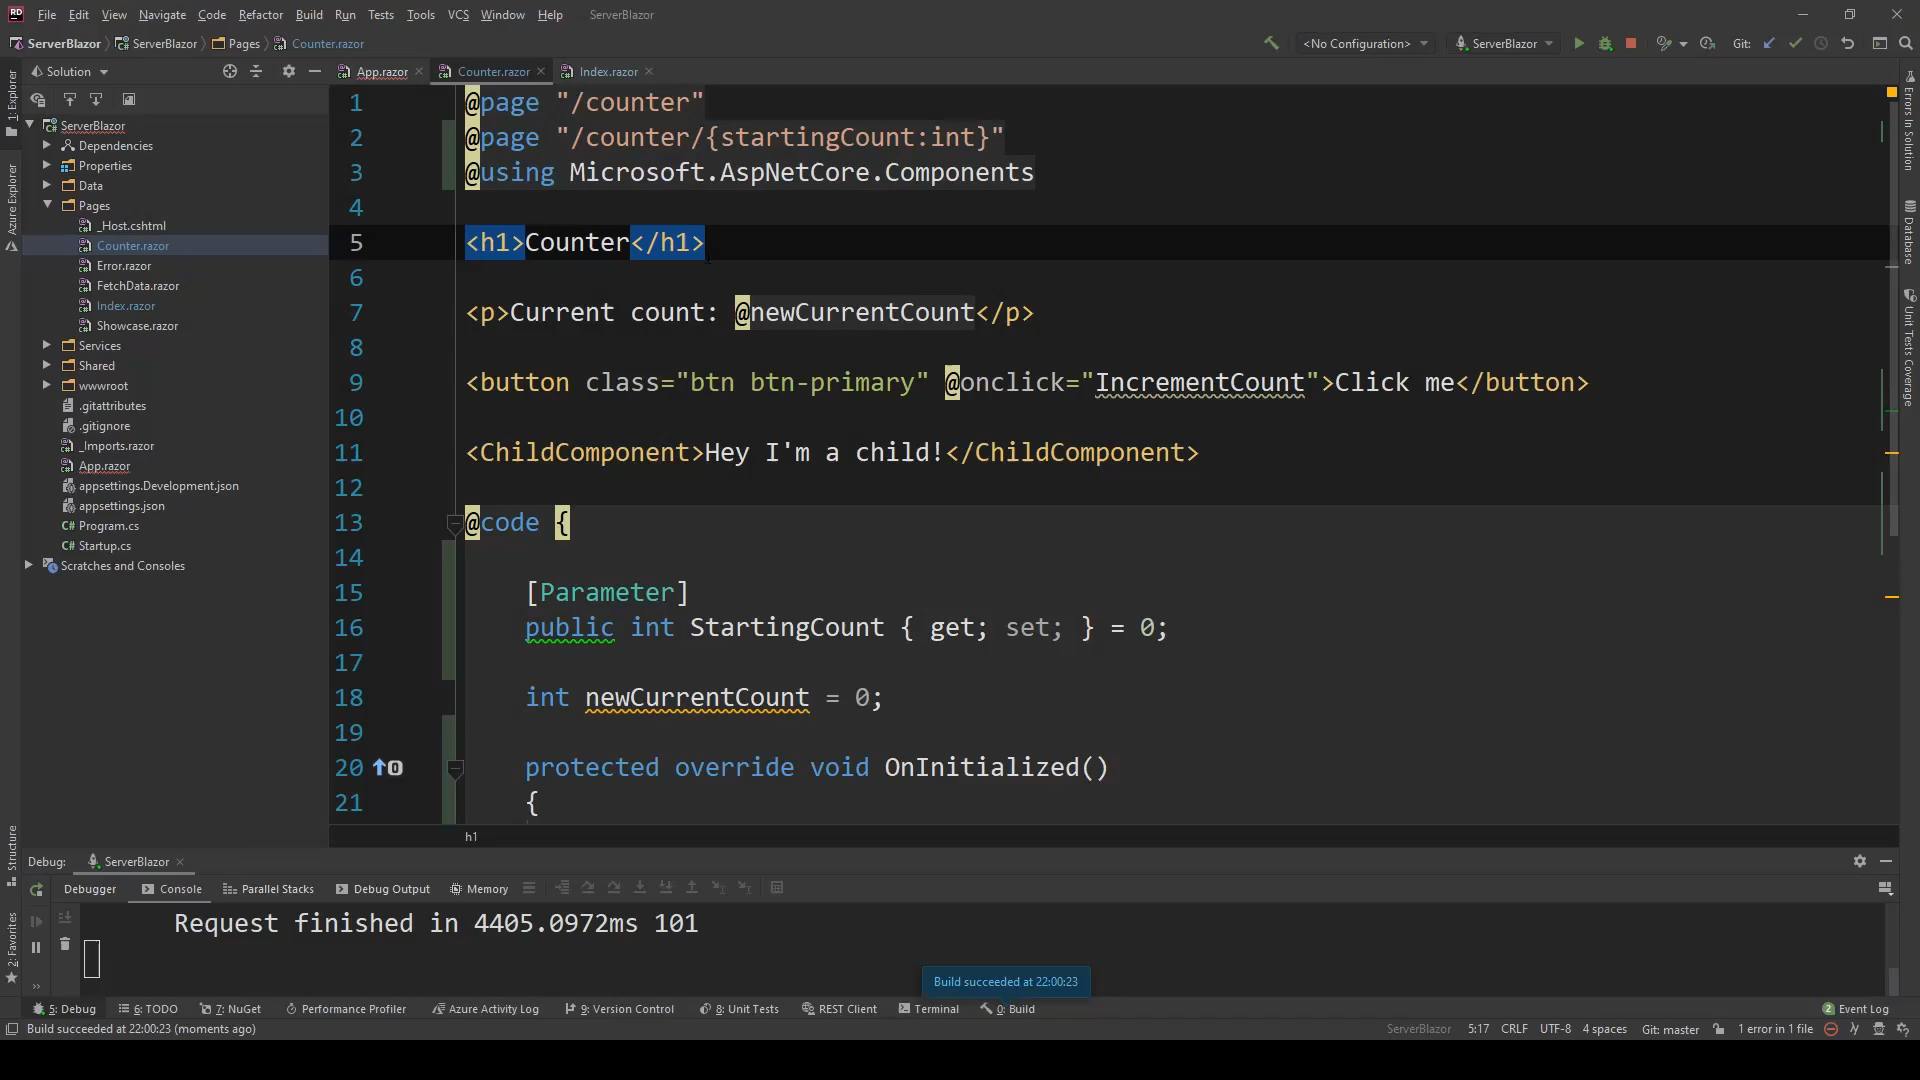 RD File Edit View Navigate Code Refactor Build Run Tests Tools VCS Window Help ServerBlazor
ServerBlazor ServerBlazor Pages Counter.razor <No Configuration> ServerBlazor Git:
Solution App.razor Counter.razor Index.razor
1: Explorer
Azure Explorer
Structure
2: Favorites
ServerBlazor
Dependencies
Properties
Data
Pages
_Host.cshtml
Counter.razor
Error.razor
FetchData.razor
Index.razor
Showcase.razor
Services
Shared
wwwroot
.gitattributes
.gitignore
_Imports.razor
App.razor
appsettings.Development.json
appsettings.json
C# Program.cs
C# Startup.cs
Scratches and Consoles
1 @page "/counter"
2 @page "/counter/{startingCount:int}"
3 @using Microsoft.AspNetCore.Components
4
5 <h1>Counter</h1>
6
7 <p>Current count: @newCurrentCount</p>
8
9 <button class="btn btn-primary" @onclick="IncrementCount">Click me</button>
10
11 <ChildComponent>Hey I'm a child!</ChildComponent>
12
13 @code {
14
15 [Parameter]
16 public int StartingCount { get; set; } = 0;
17
18 int newCurrentCount = 0;
19
20 protected override void OnInitialized()
21 {
h1
Errors In Solution
Database
Unit Tests Coverage
Debug: ServerBlazor
Debugger Console Parallel Stacks Debug Output Memory
Request finished in 4405.0972ms 101
Build succeeded at 22:00:23
5: Debug 6: TODO 7: NuGet Performance Profiler Azure Activity Log 9: Version Control 8: Unit Tests REST Client Terminal 0: Build 2 Event Log
Build succeeded at 22:00:23 (moments ago) ServerBlazor 5:17 CRLF UTF-8 4 spaces Git: master 1 error in 1 file